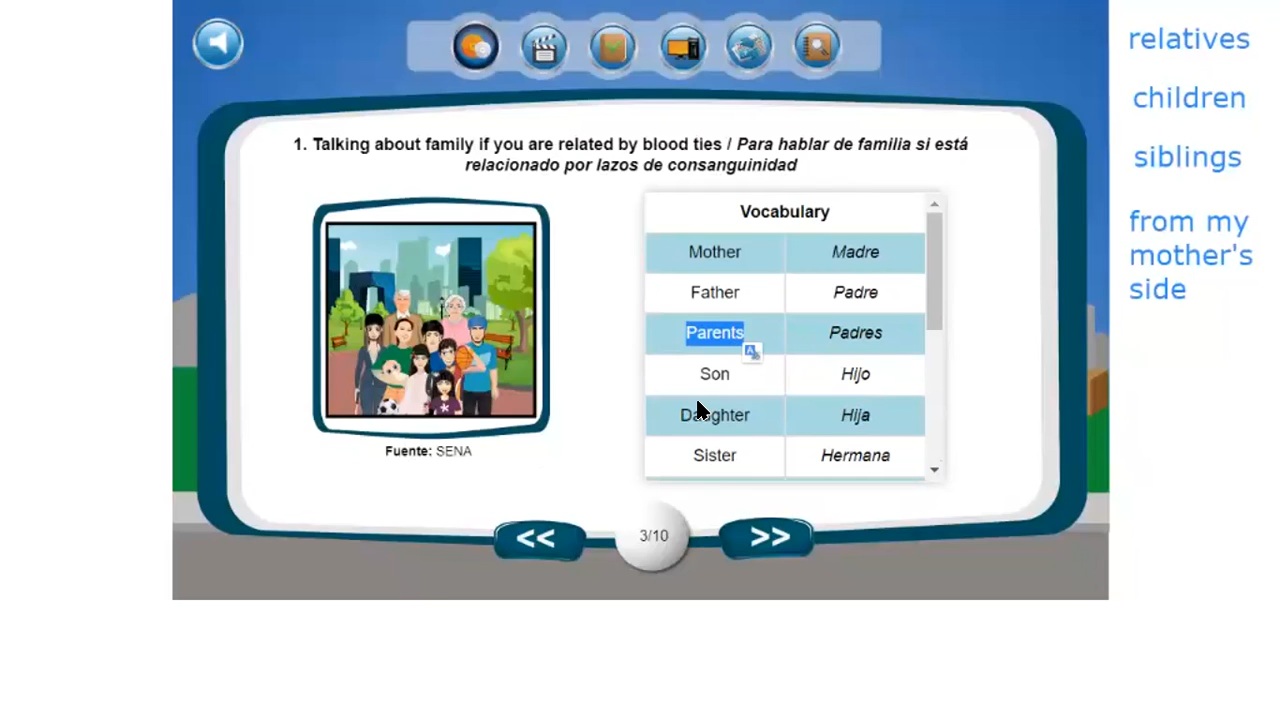 relatives
children
siblings
from my
mother's
side
1. Talking about family if you are related by blood ties / Para hablar de familia si está
relacionado por lazos de consanguinidad
Vocabulary
Mother Madre
Father Padre
Parents Padres
Son Hijo
Daughter Hija
Sister Hermana
Fuente: SENA
<< 3/10 >>